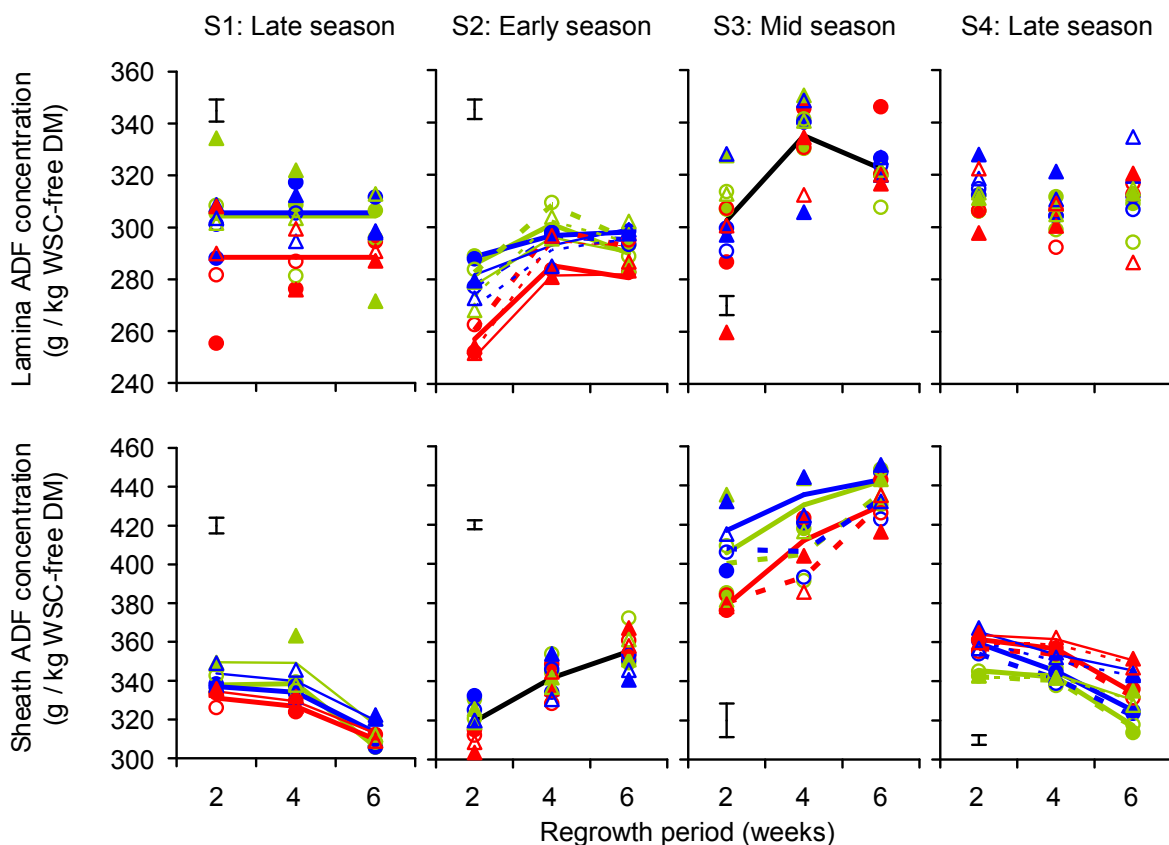 S1: Late season S2: Early season S3: Mid season S4: Late season
Lamina ADF concentration
(g / kg WSC-free DM)
360
340
320
300
280
260
240
Sheath ADF concentration
(g / kg WSC-free DM)
460
440
420
400
380
360
340
320
300
2 4 6 2 4 6 2 4 6 2 4 6
Regrowth period (weeks)